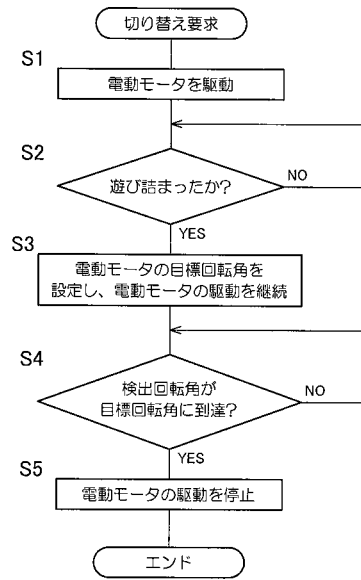 切り替え要求
S1
電動モータを駆動
S2
遊び詰まったか?
NO
YES
S3
電動モータの目標回転角を
設定し、電動モータの駆動を継続
S4
検出回転角が
目標回転角に到達?
NO
YES
S5
電動モータの駆動を停止
エンド